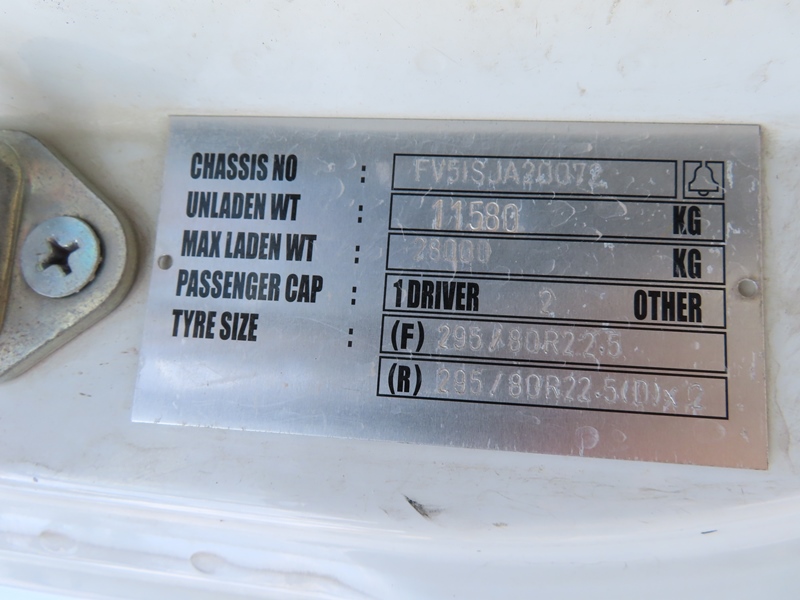 CHASSIS NO : FV51SJA20072
UNLADEN WT : 11580 KG
MAX LADEN WT : 28000 KG
PASSENGER CAP : 1 DRIVER 2 OTHER
TYRE SIZE : (F) 295/80R22.5
(R) 295/80R22.5(D)x2